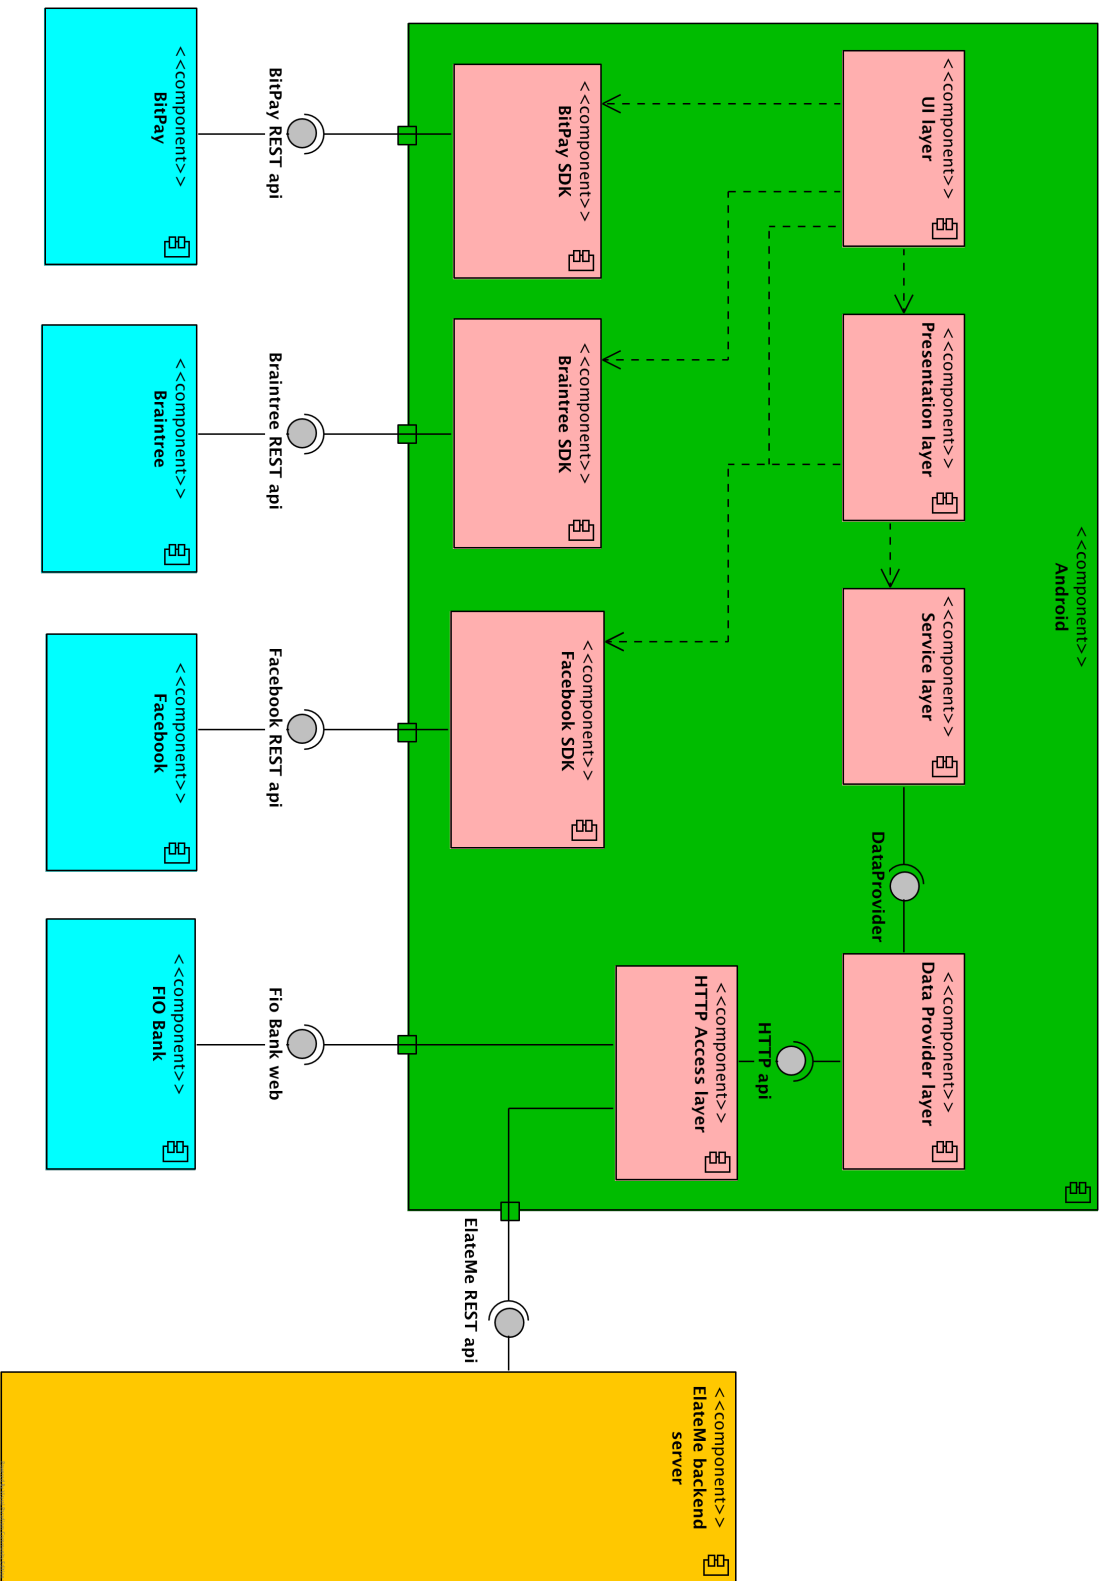 <<component>>
Android
<<component>>
UI layer
<<component>>
Presentation layer
<<component>>
Service layer
DataProvider
<<component>>
Data Provider layer
HTTP api
<<component>>
HTTP Access layer
<<component>>
BitPay SDK
<<component>>
Braintree SDK
<<component>>
Facebook SDK
ElateMe REST api
<<component>>
ElateMe backend
server
BitPay REST api
Braintree REST api
Facebook REST api
Fio Bank web
<<component>>
BitPay
<<component>>
Braintree
<<component>>
Facebook
<<component>>
FIO Bank